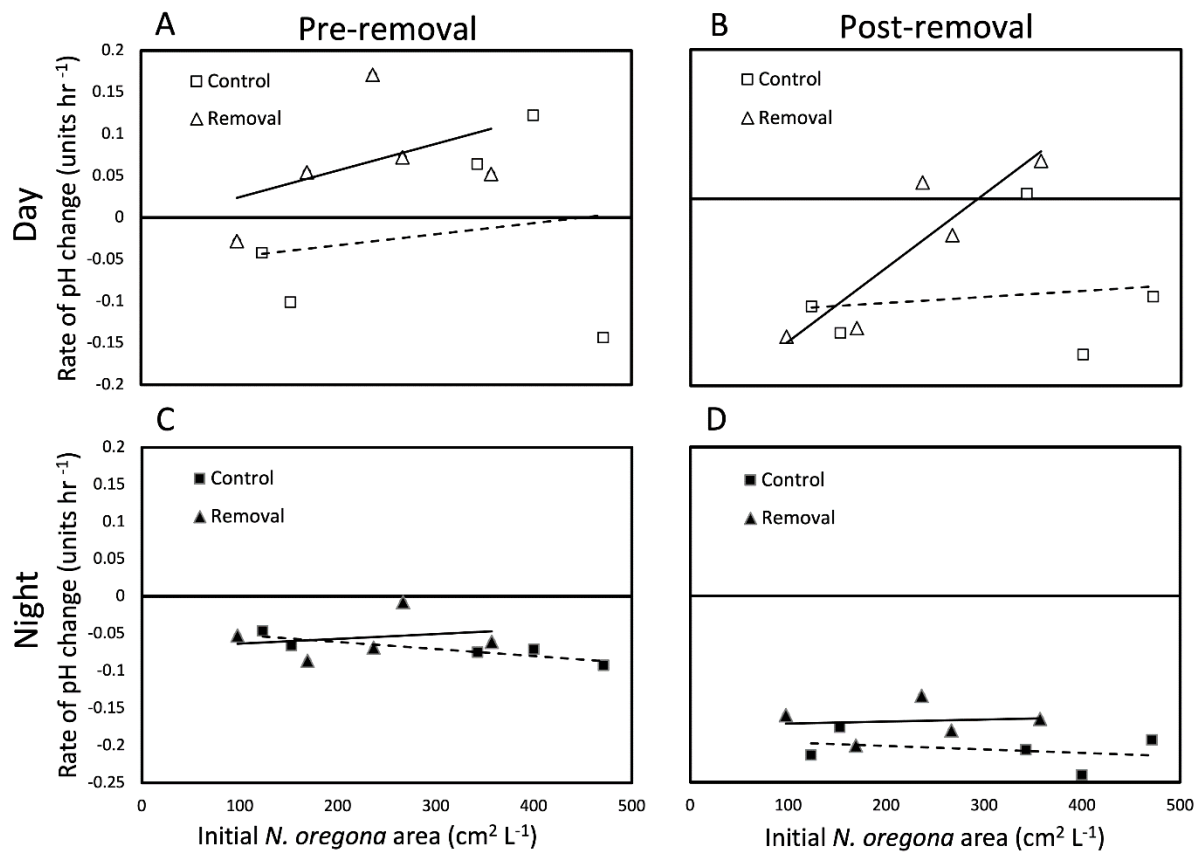 A
Pre-removal
B
Post-removal
Day
Rate of pH change (units hr -1)
0.2
0.15
0.1
0.05
0
-0.05
-0.1
-0.15
-0.2
Control
Removal
Control
Removal
C
D
Night
Rate of pH change (units hr -1)
0.2
0.15
0.1
0.05
0
-0.05
-0.1
-0.15
-0.2
-0.25
Control
Removal
Control
Removal
0 100 200 300 400 500
0 100 200 300 400 500
Initial N. oregona area (cm2 L-1)
Initial N. oregona area (cm2 L-1)